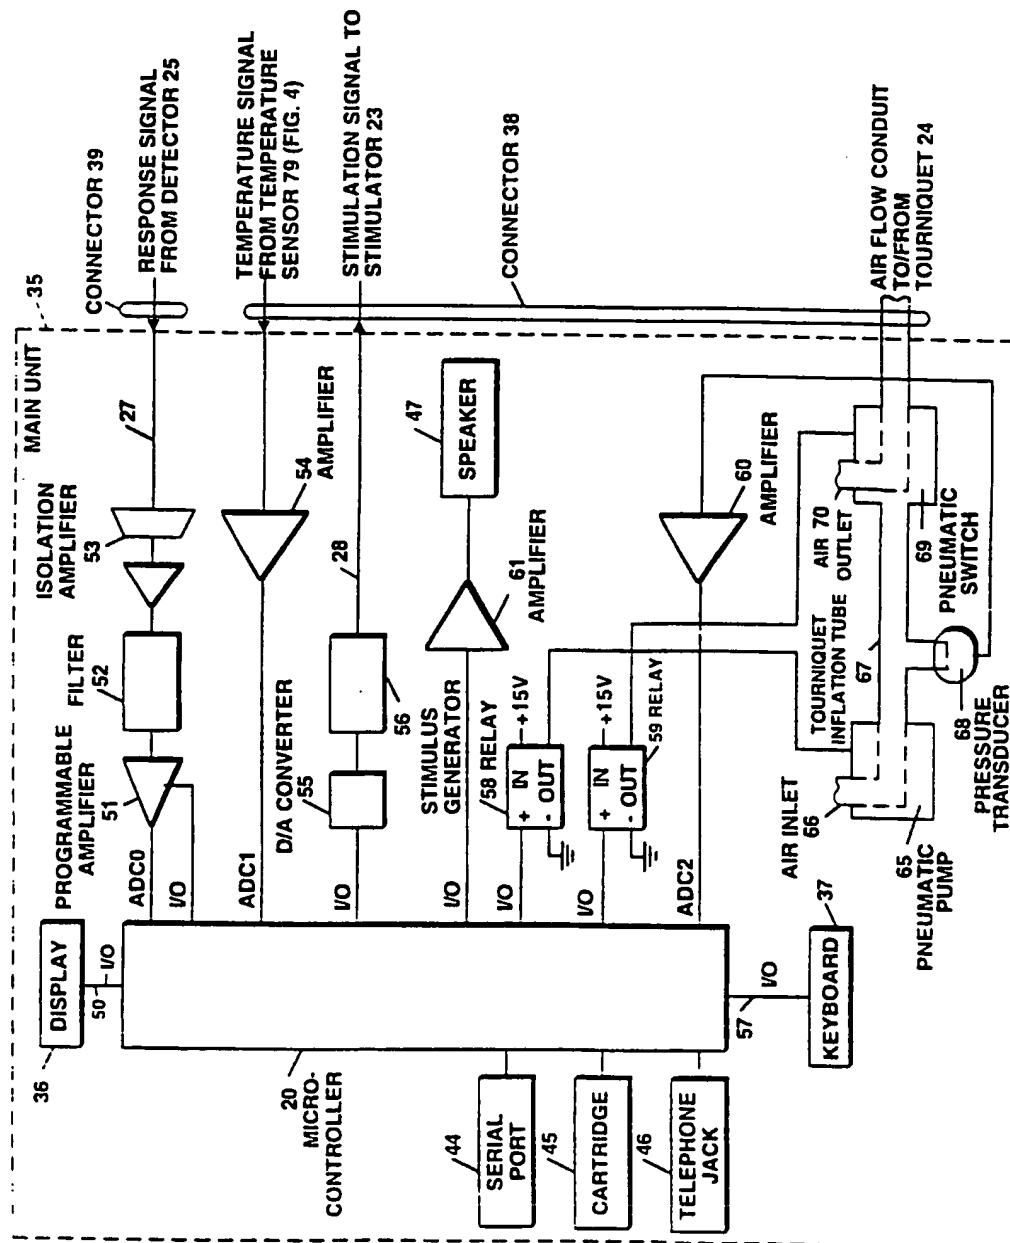 35
MAIN UNIT
CONNECTOR 39
RESPONSE SIGNAL
FROM DETECTOR 25
TEMPERATURE SIGNAL
FROM TEMPERATURE
SENSOR 79 (FIG. 4)
STIMULATION SIGNAL TO
STIMULATOR 23
CONNECTOR 38
AIR FLOW CONDUIT
TO/FROM
TOURNIQUET 24
27
ISOLATION
AMPLIFIER
53
FILTER
52
PROGRAMMABLE
AMPLIFIER
51
ADC0
I/O
54
AMPLIFIER
ADC1
28
D/A CONVERTER
55
56
I/O
STIMULUS
GENERATOR
47
SPEAKER
61
AMPLIFIER
I/O
58 RELAY
+ IN
- OUT
+15V
I/O
59 RELAY
+ IN
- OUT
+15V
I/O
60
AMPLIFIER
ADC2
AIR INLET
66
65
PNEUMATIC
PUMP
TOURNIQUET
INFLATION TUBE
67
68
PRESSURE
TRANSDUCER
AIR 70
OUTLET
69
PNEUMATIC
SWITCH
DISPLAY
36
50
I/O
20
MICRO-
CONTROLLER
44
SERIAL
PORT
45
CARTRIDGE
46
TELEPHONE
JACK
57
I/O
KEYBOARD
37